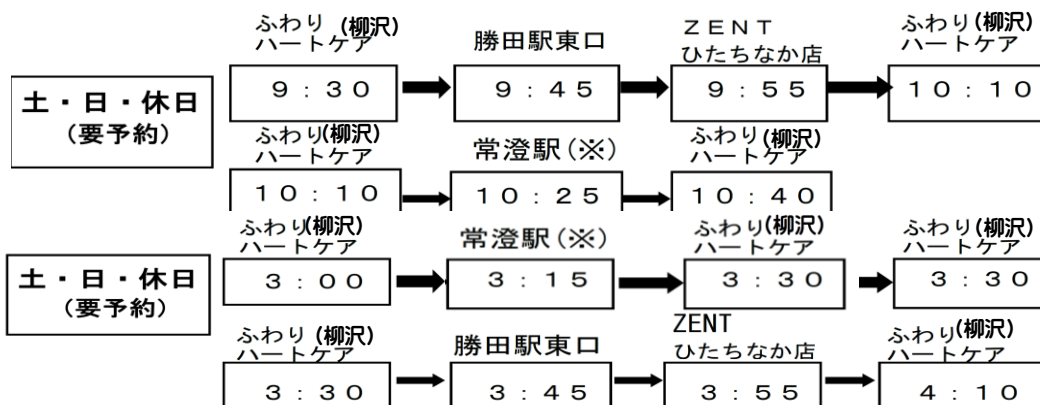 ふわり (柳沢) ハートケア 勝田駅東口 ZENT ひたちなか店 ふわり(柳沢) ハートケア
土・日・休日 (要予約) 9:30 9:45 9:55 10:10
ふわり(柳沢) ハートケア 常澄駅(※) ふわり(柳沢) ハートケア
10:10 10:25 10:40
ふわり(柳沢) ハートケア 常澄駅(※) ふわり(柳沢) ハートケア ふわり(柳沢) ハートケア
土・日・休日 (要予約) 3:00 3:15 3:30 3:30
ふわり (柳沢) ハートケア 勝田駅東口 ZENT ひたちなか店 ふわり(柳沢) ハートケア
3:30 3:45 3:55 4:10